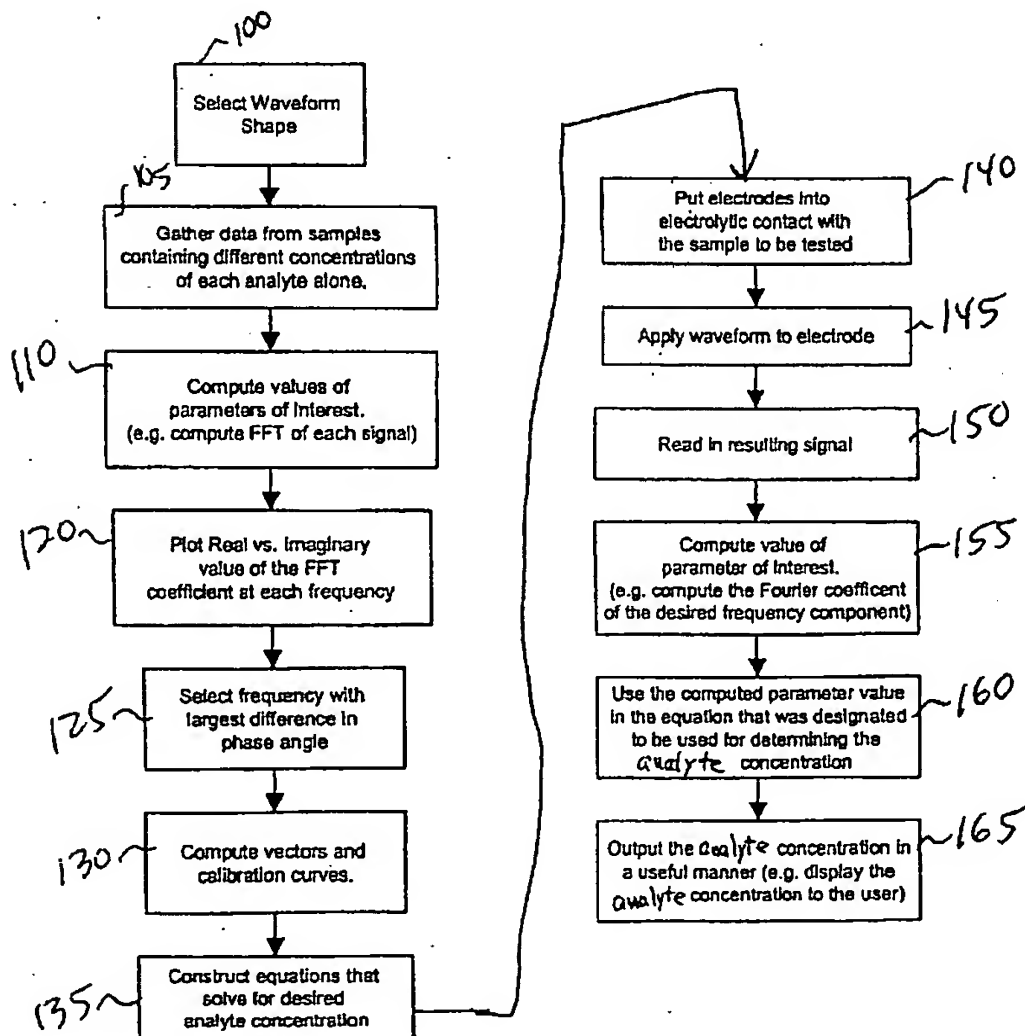 100
Select Waveform
Shape
105
Gather data from samples
containing different concentrations
of each analyte alone.
110
Compute values of
parameters of Interest.
(e.g. compute FFT of each signal)
120
Plot Real vs. Imaginary
value of the FFT
coefficient at each frequency
125
Select frequency with
largest difference in
phase angle
130
Compute vectors and
calibration curves.
135
Construct equations that
solve for desired
analyte concentration
140
Put electrodes into
electrolytic contact with
the sample to be tested
145
Apply waveform to electrode
150
Read in resulting signal
155
Compute value of
parameter of Interest.
(e.g. compute the Fourier coefficent
of the desired frequency component)
160
Use the computed parameter value
in the equation that was designated
to be used for determining the
analyte concentration
165
Output the analyte concentration in
a useful manner (e.g. display the
analyte concentration to the user)